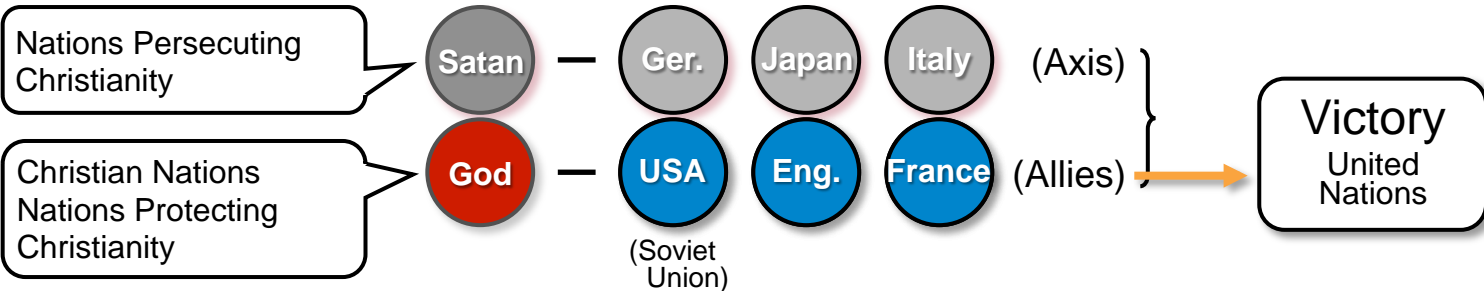 Nations Persecuting
Christianity
Satan
Ger.
Japan
Italy
(Axis)
Christian Nations
Nations Protecting
Christianity
God
USA
Eng.
France
(Allies)
(Soviet
Union)
Victory
United
Nations